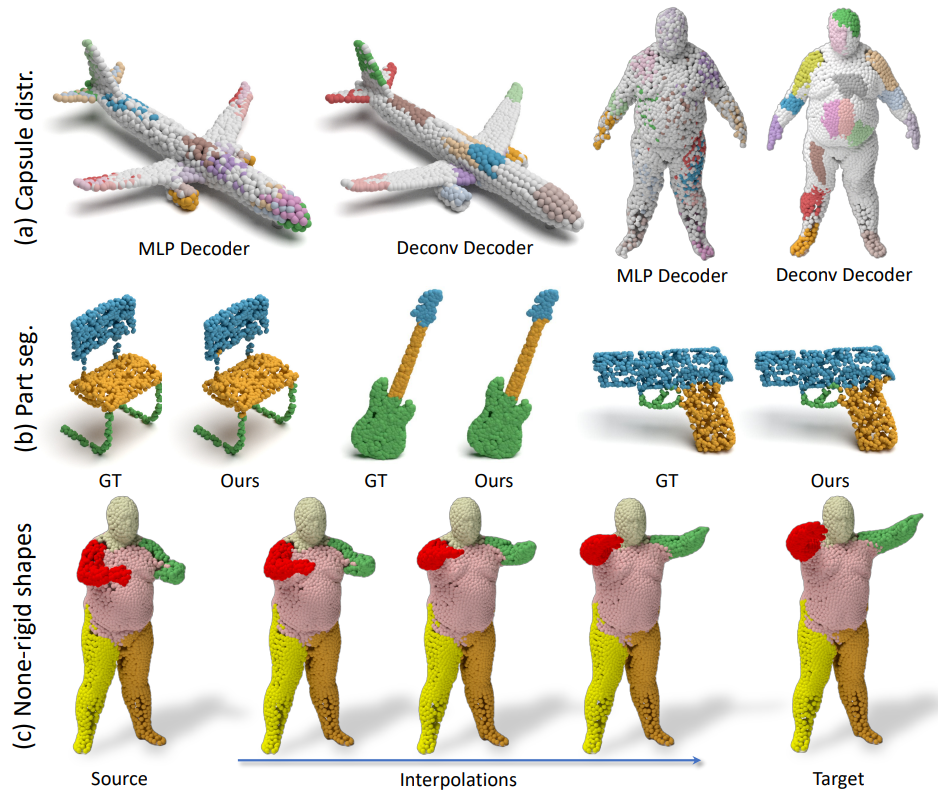 (a) Capsule distr.
MLP Decoder
Deconv Decoder
MLP Decoder
Deconv Decoder
(b) Part seg.
GT
Ours
GT
Ours
GT
Ours
(c) None-rigid shapes
Source
Interpolations
Target